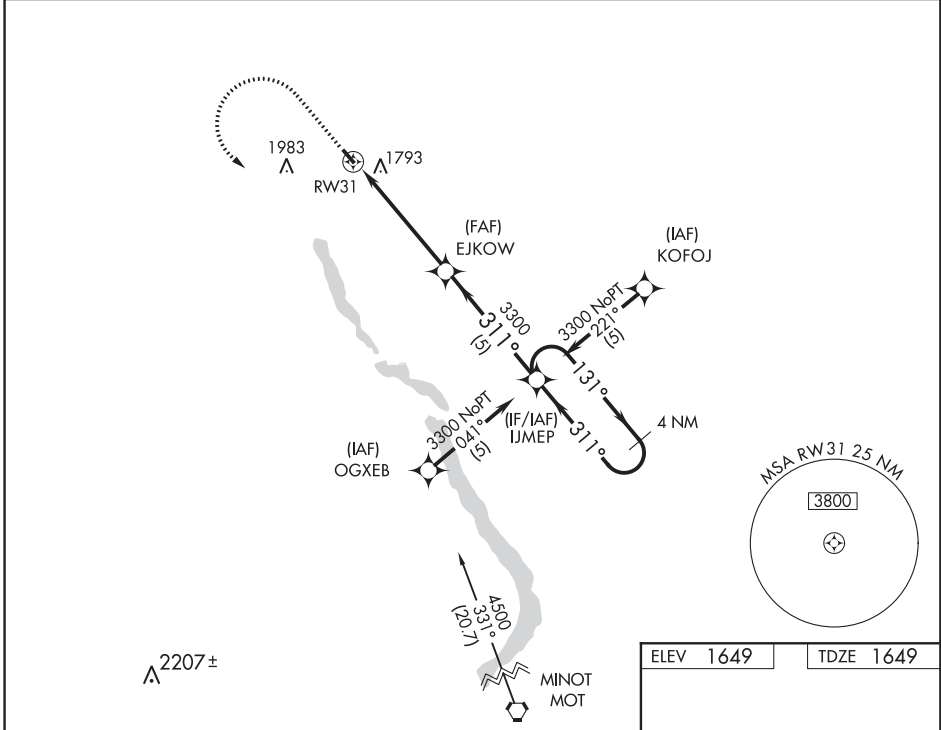 1983
1793
RW31
(FAF)
EJKOW
(IAF)
KOFOJ
3300
311°
(5)
3300 NoPT
221°
(5)
131°
4 NM
311°
(IF/IAF)
IJMEP
3300 NoPT
041°
(5)
(IAF)
OGXEB
MSA RW31 25 NM
3800
4500
331°
(20.7)
2207±
MINOT
MOT
ELEV 1649
TDZE 1649